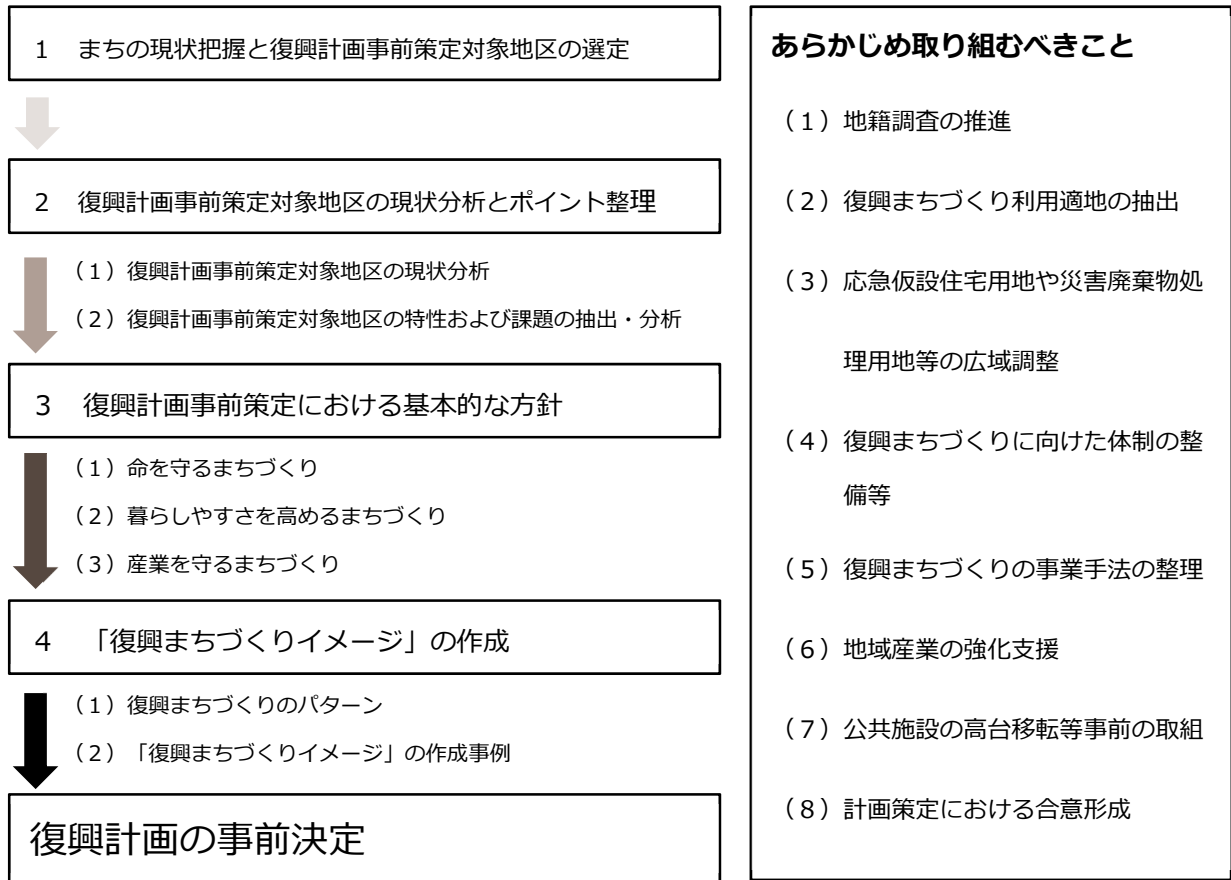 1 まちの現状把握と復興計画事前策定対象地区の選定
2 復興計画事前策定対象地区の現状分析とポイント整理
（1）復興計画事前策定対象地区の現状分析
（2）復興計画事前策定対象地区の特性および課題の抽出・分析
3 復興計画事前策定における基本的な方針
（1）命を守るまちづくり
（2）暮らしやすさを高めるまちづくり
（3）産業を守るまちづくり
4 「復興まちづくりイメージ」の作成
（1）復興まちづくりのパターン
（2）「復興まちづくりイメージ」の作成事例
復興計画の事前決定
あらかじめ取り組むべきこと
（1）地籍調査の推進
（2）復興まちづくり利用適地の抽出
（3）応急仮設住宅用地や災害廃棄物処
理用地等の広域調整
（4）復興まちづくりに向けた体制の整
備等
（5）復興まちづくりの事業手法の整理
（6）地域産業の強化支援
（7）公共施設の高台移転等事前の取組
（8）計画策定における合意形成